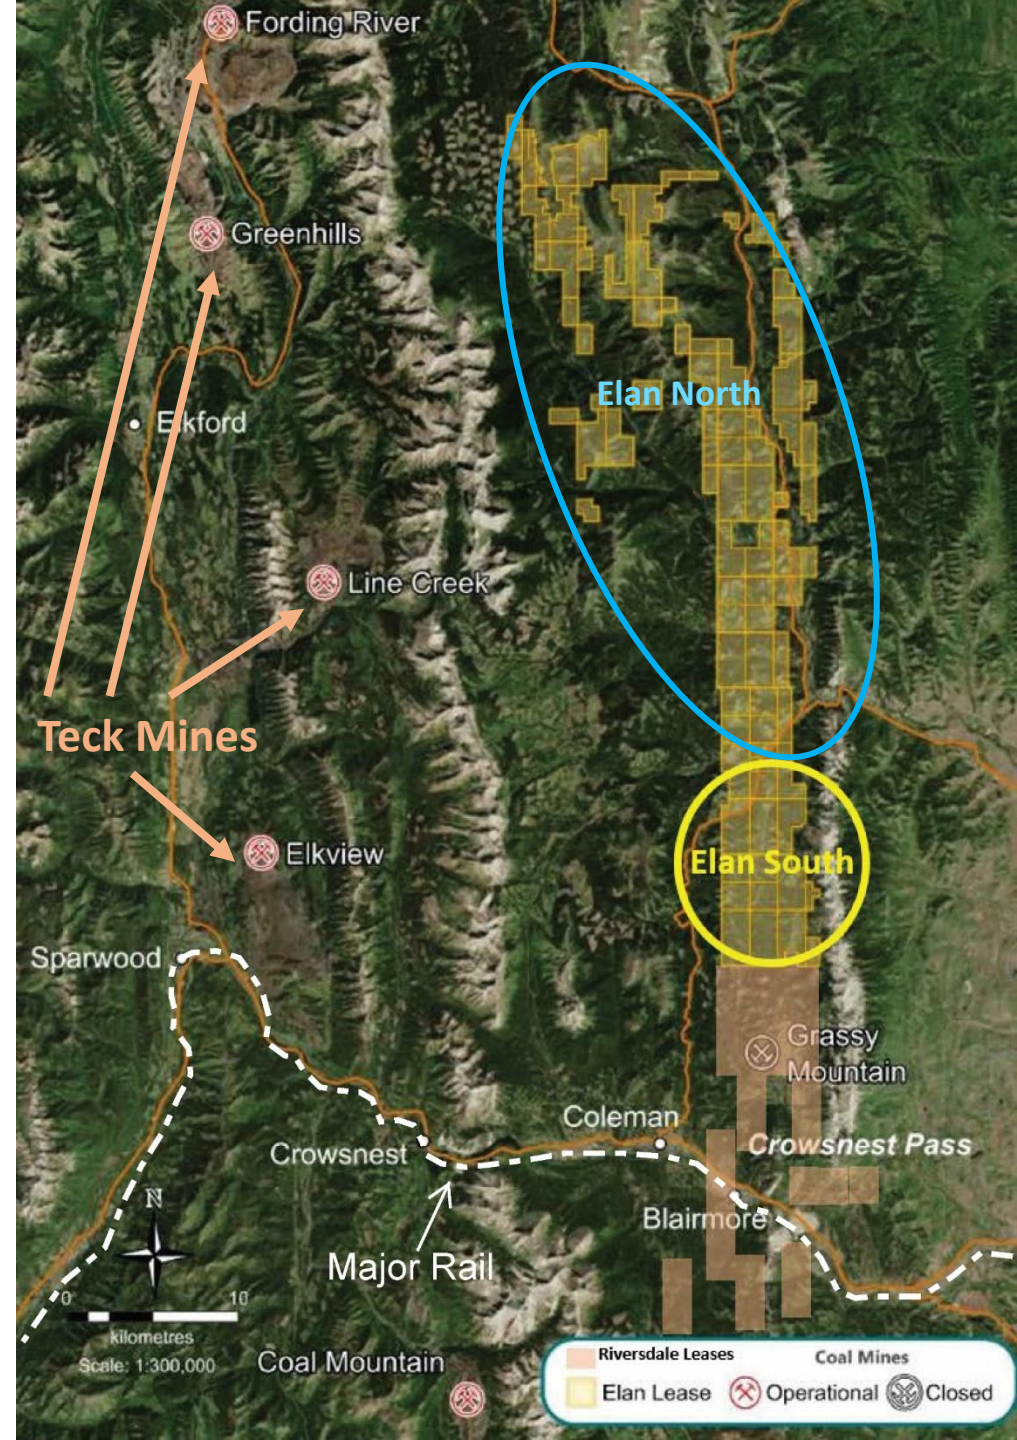 Fording River
Greenhills
Elan North
Elkford
Line Creek
Teck Mines
Elkview
Elan South
Sparwood
Grassy
Mountain
Coleman
Crowsnest
Crowsnest Pass
N
Blairmore
Major Rail
0 10
kilometres
Scale: 1:300,000
Coal Mountain
Riversdale Leases Coal Mines
Elan Lease Operational Closed